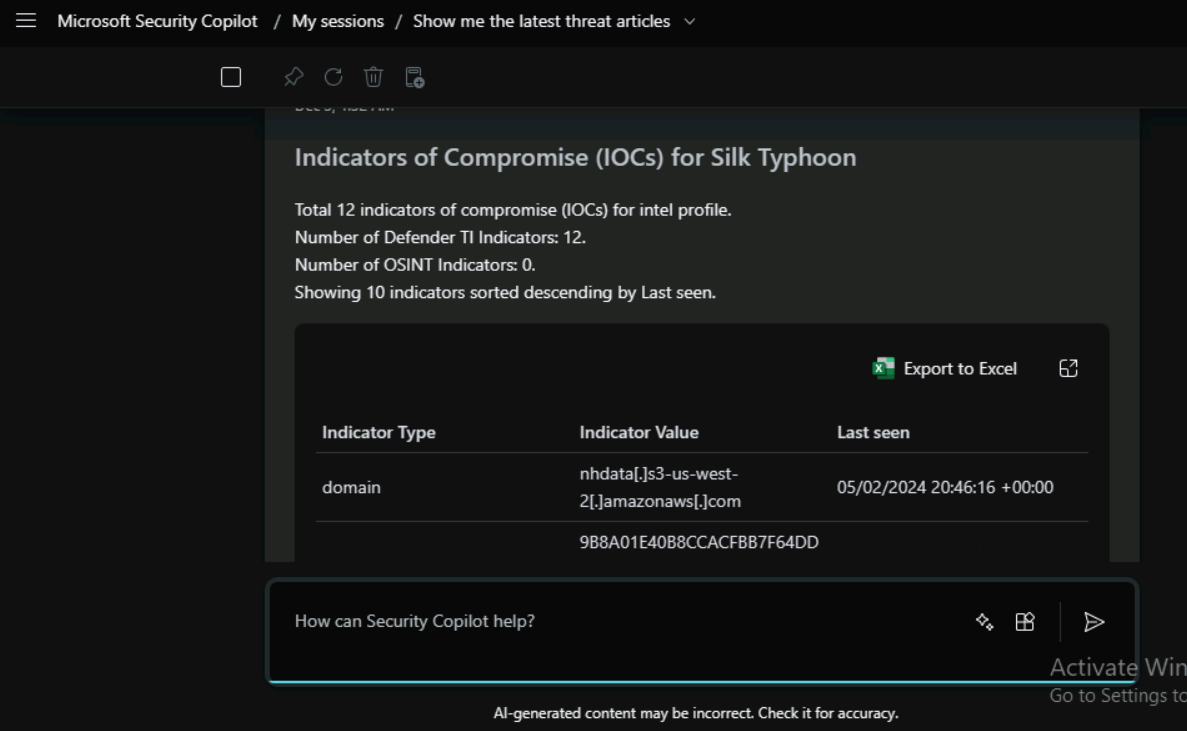 Microsoft Security Copilot / My sessions / Show me the latest threat articles
Indicators of Compromise (IOCs) for Silk Typhoon
Total 12 indicators of compromise (IOCs) for intel profile.
Number of Defender TI Indicators: 12.
Number of OSINT Indicators: 0.
Showing 10 indicators sorted descending by Last seen.
Export to Excel
Indicator Type Indicator Value Last seen
nhdata[.]s3-us-west-
domain 05/02/2024 20:46:16 +00:00
2[.]amazonaws[.]com
9B8A01E40B8CCACFBB7F64DD
How can Security Copilot help?
Activate Win
Go to Settings to
AI-generated content may be incorrect. Check it for accuracy.